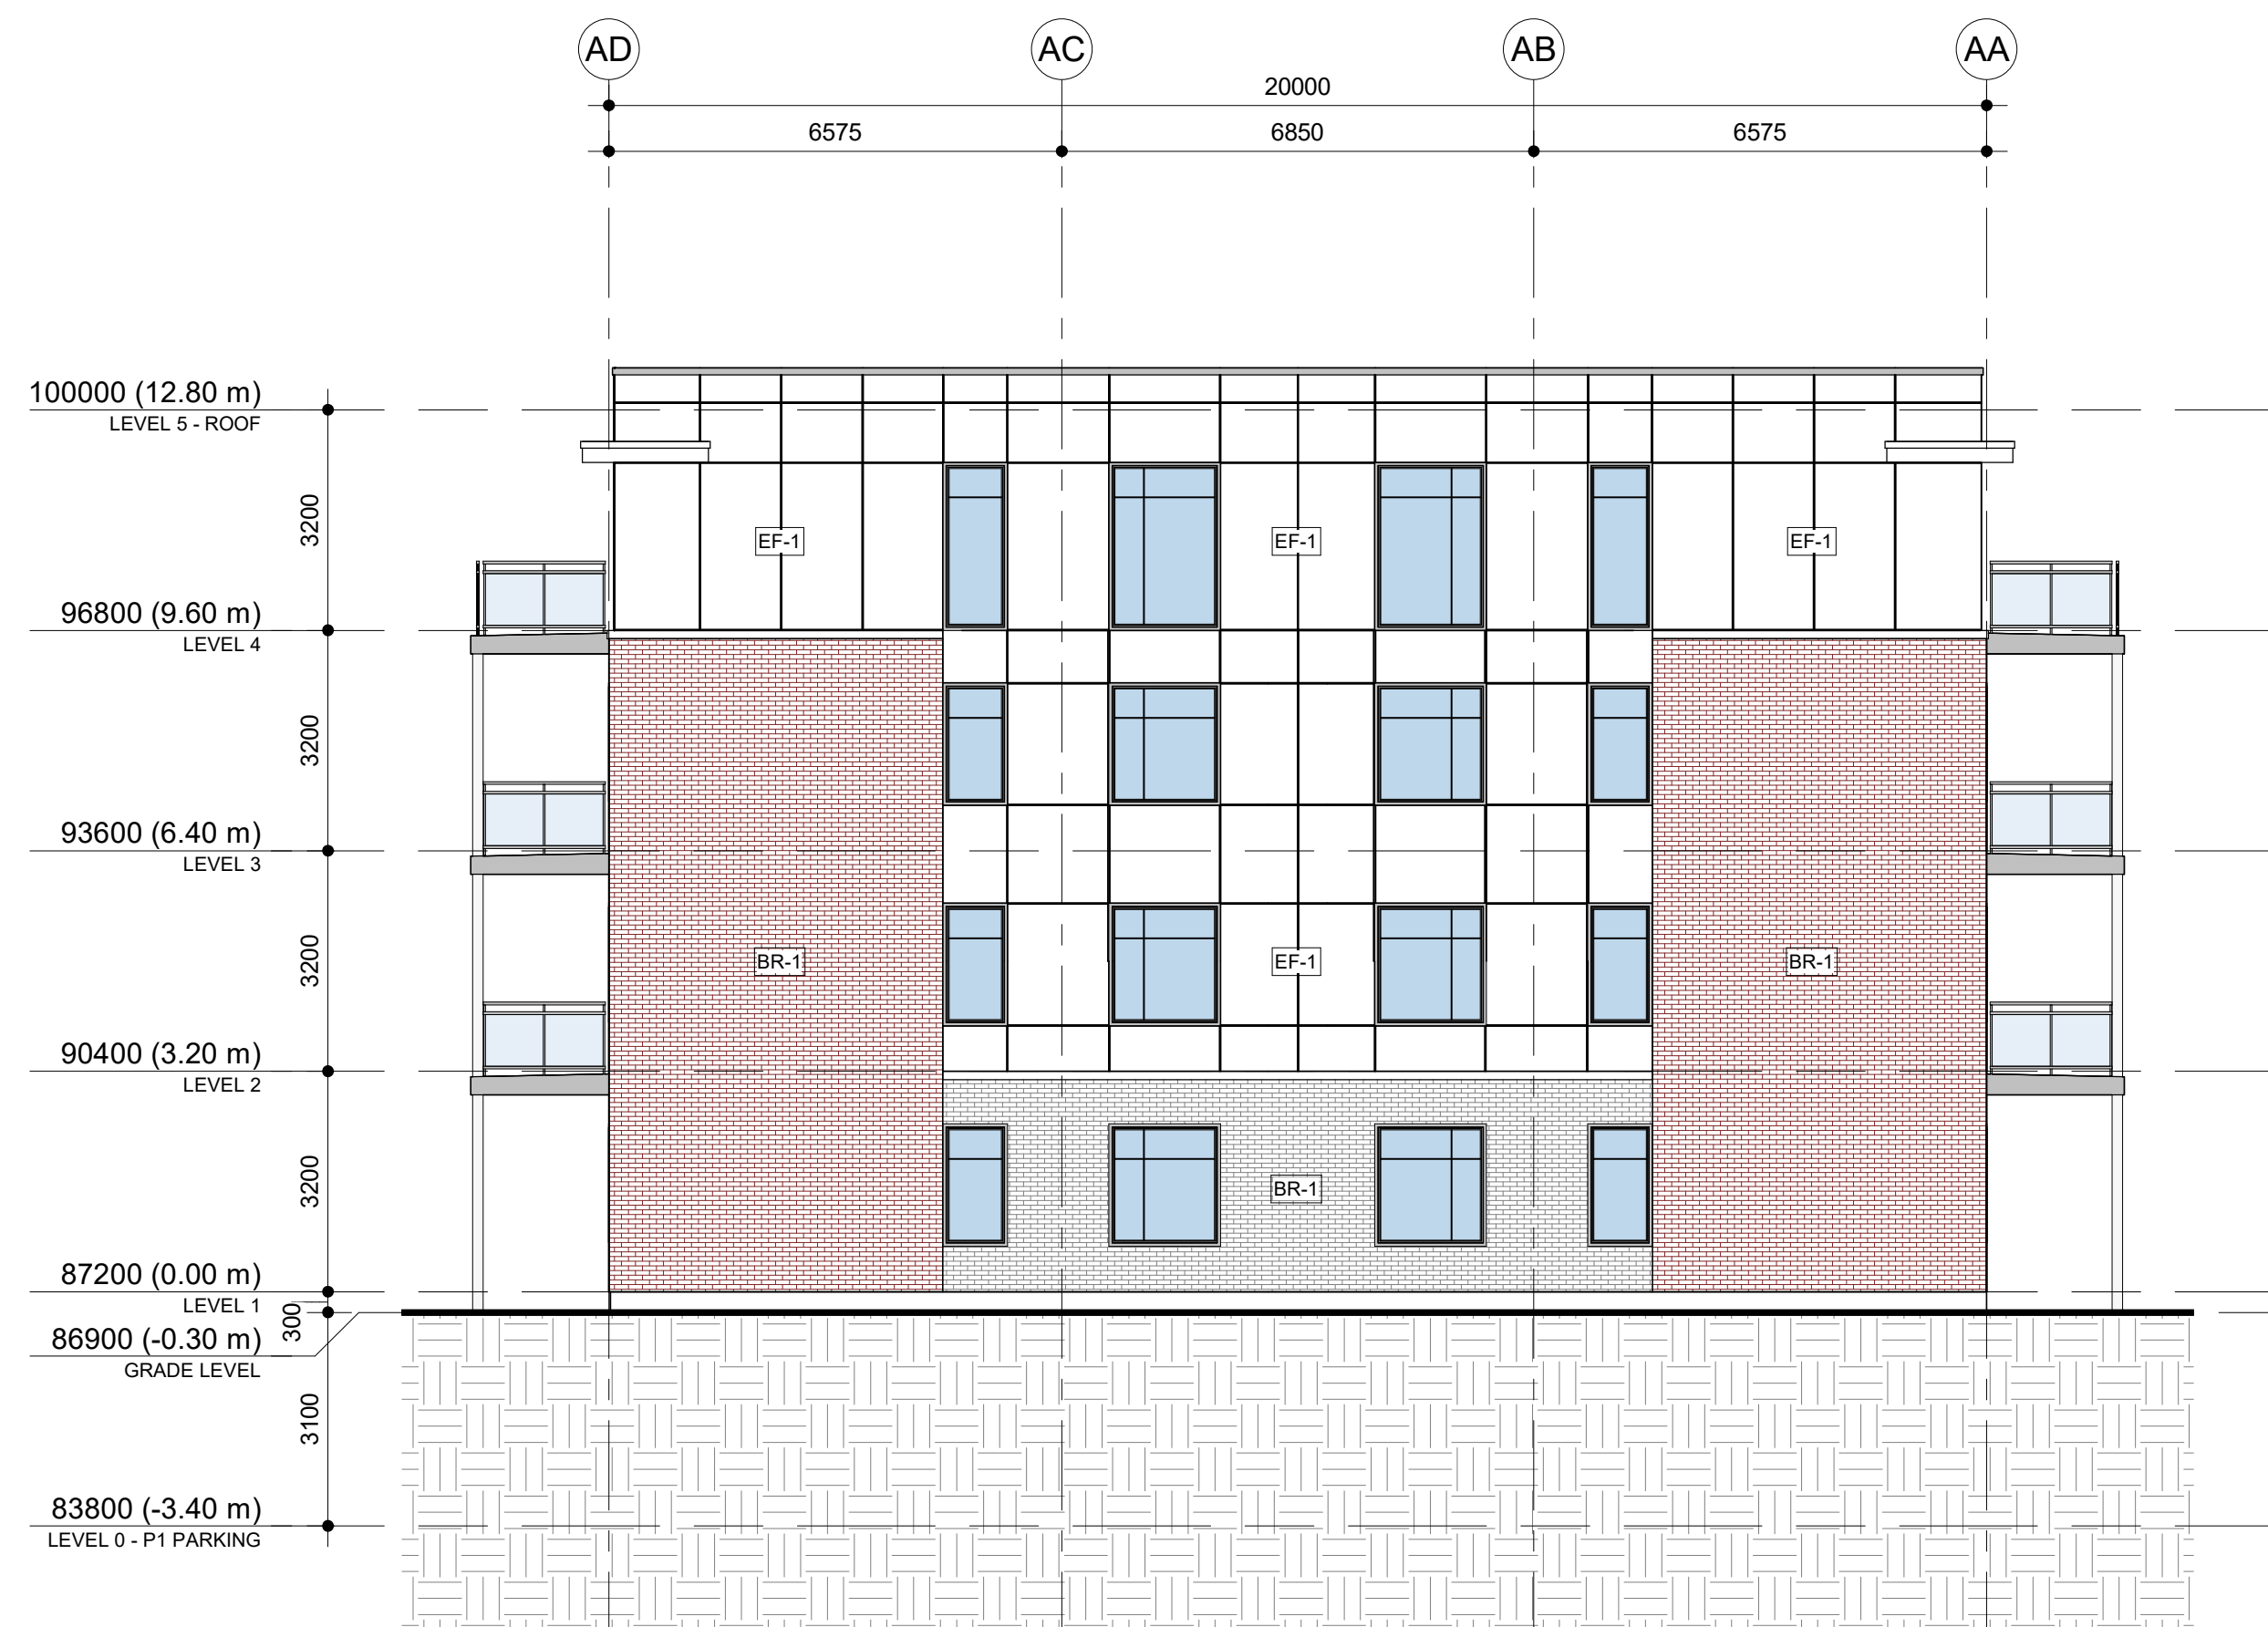 AD
AC
AB
AA
20000
6575
6850
6575
100000 (12.80 m)
LEVEL 5 - ROOF
3200
EF-1
EF-1
EF-1
96800 (9.60 m)
LEVEL 4
3200
93600 (6.40 m)
LEVEL 3
3200
BR-1
EF-1
BR-1
90400 (3.20 m)
LEVEL 2
3200
BR-1
87200 (0.00 m)
LEVEL 1
300
86900 (-0.30 m)
GRADE LEVEL
3100
83800 (-3.40 m)
LEVEL 0 - P1 PARKING